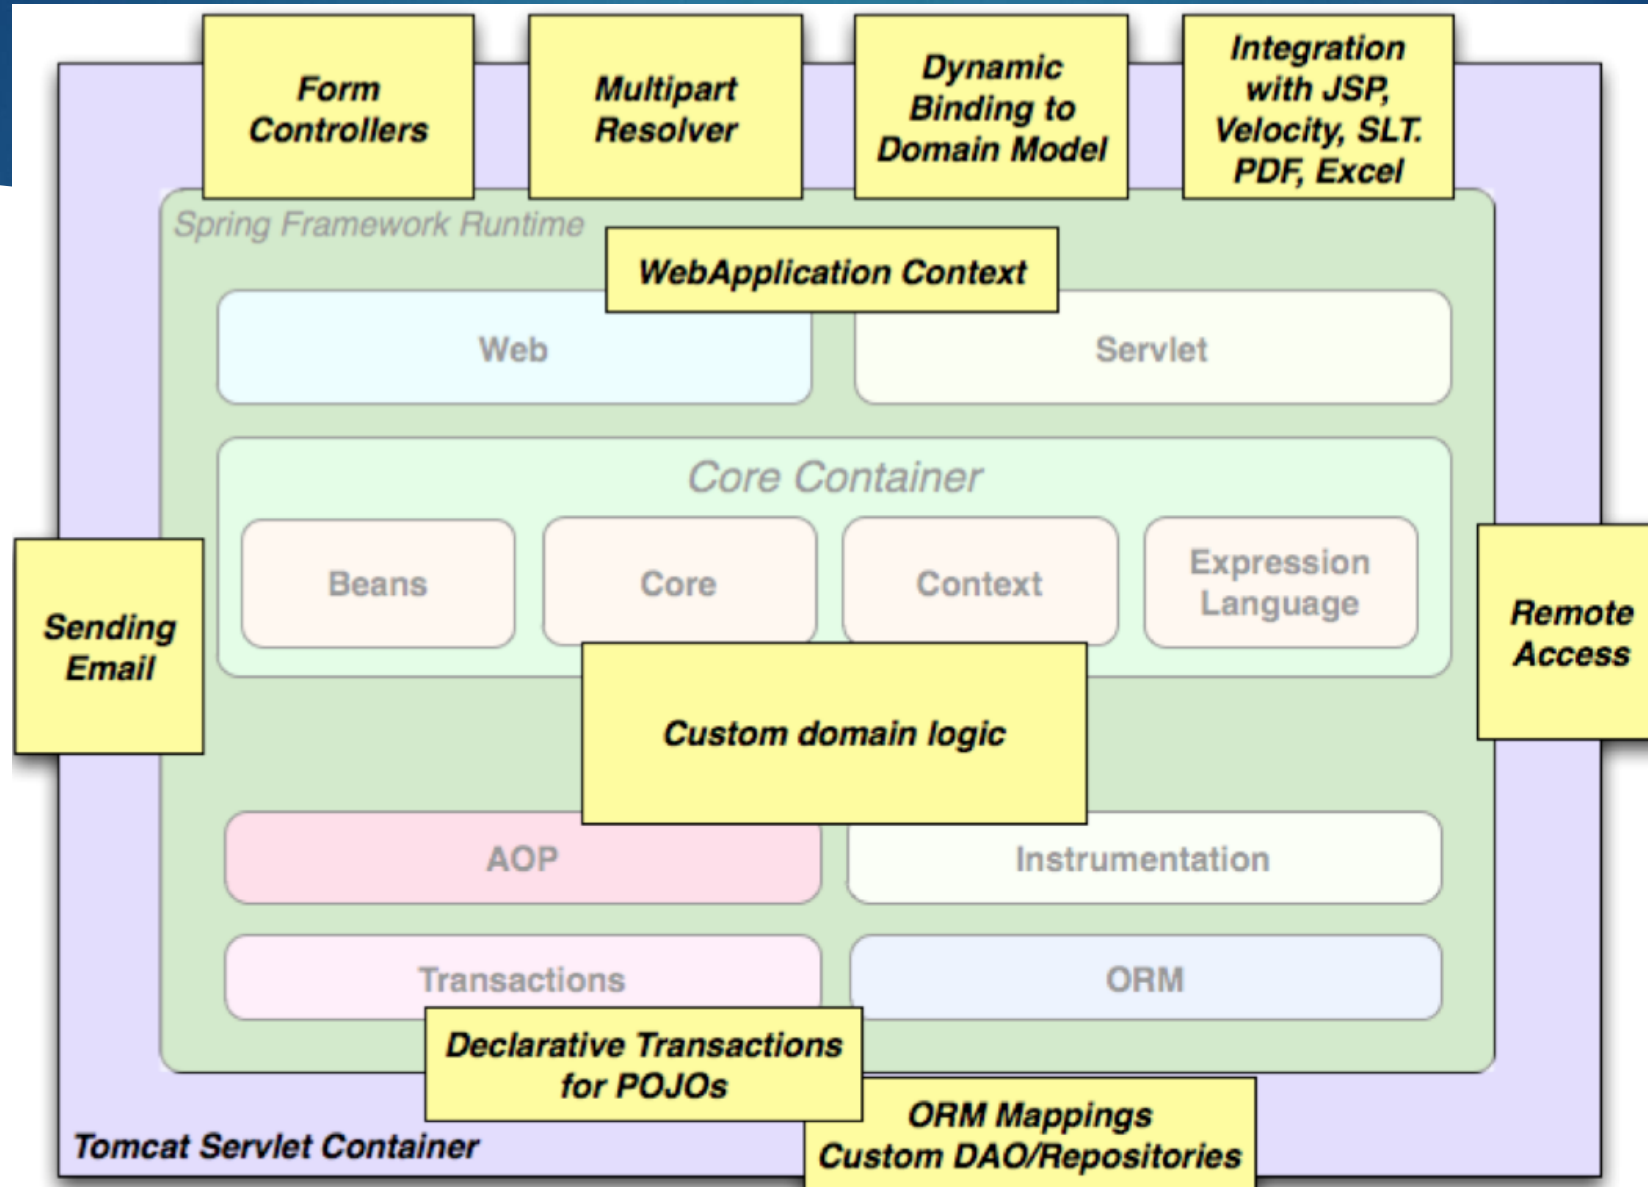 Form
Controllers
Multipart
Resolver
Dynamic
Binding to
Domain Model
Integration
with JSP,
Velocity, SLT.
PDF, Excel
Spring Framework Runtime
WebApplication Context
Web
Servlet
Core Container
Beans
Core
Context
Expression
Language
Sending
Email
Remote
Access
Custom domain logic
AOP
Instrumentation
Transactions
ORM
Declarative Transactions
for POJOs
ORM Mappings
Custom DAO/Repositories
Tomcat Servlet Container